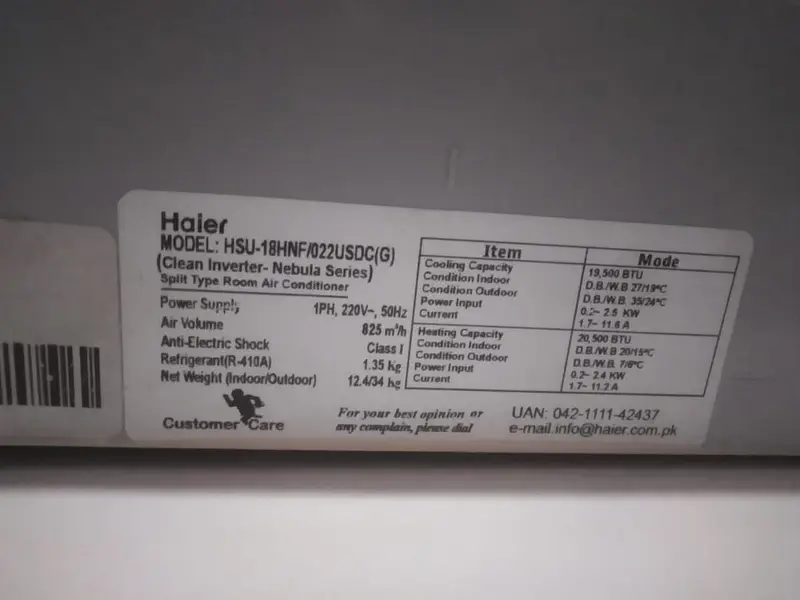 Haier
MODEL: HSU-18HNF/022USDC(G)
(Clean Inverter- Nebula Series)
Split Type Room Air Conditioner
Power Supply 1PH, 220V~, 50Hz
Air Volume 825 m³/h
Anti-Electric Shock Class I
Refrigerant(R-410A) 1.35 Kg
Net Weight (Indoor/Outdoor) 12.4/34 kg
Customer Care
Item Mode
Cooling Capacity 19,500 BTU
Condition Indoor D.B./W.B 27/19°C
Condition Outdoor D.B./W.B. 35/24°C
Power Input 0.2~ 2.5 KW
Current 1.7~ 11.6 A
Heating Capacity 20,500 BTU
Condition Indoor D.B./W.B 20/15°C
Condition Outdoor D.B./W.B. 7/6°C
Power Input 0.2~ 2.4 KW
Current 1.7~ 11.2 A
For your best opinion or
any complain, please dial
UAN: 042-1111-42437
e-mail.info@haier.com.pk